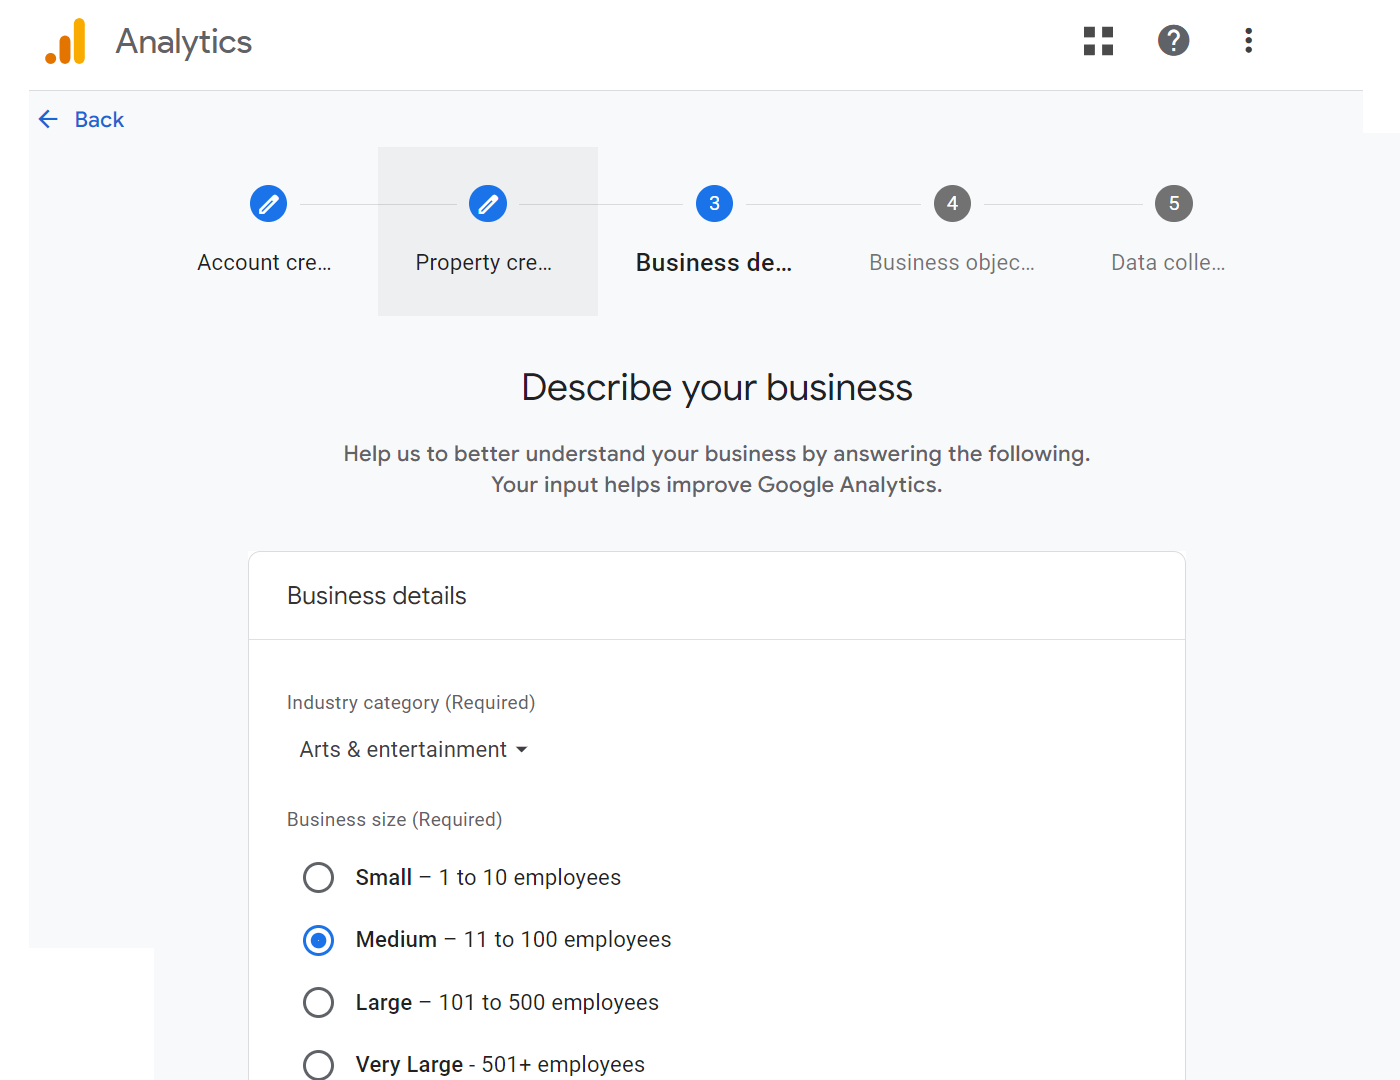 Analytics
?
Back
3
4
5
Account cre...
Property cre...
Business de...
Business objec...
Data colle...
Describe your business
Help us to better understand your business by answering the following.
Your input helps improve Google Analytics.
Business details
Industry category (Required)
Arts & entertainment
Business size (Required)
Small – 1 to 10 employees
Medium – 11 to 100 employees
Large – 101 to 500 employees
Very Large - 501+ employees